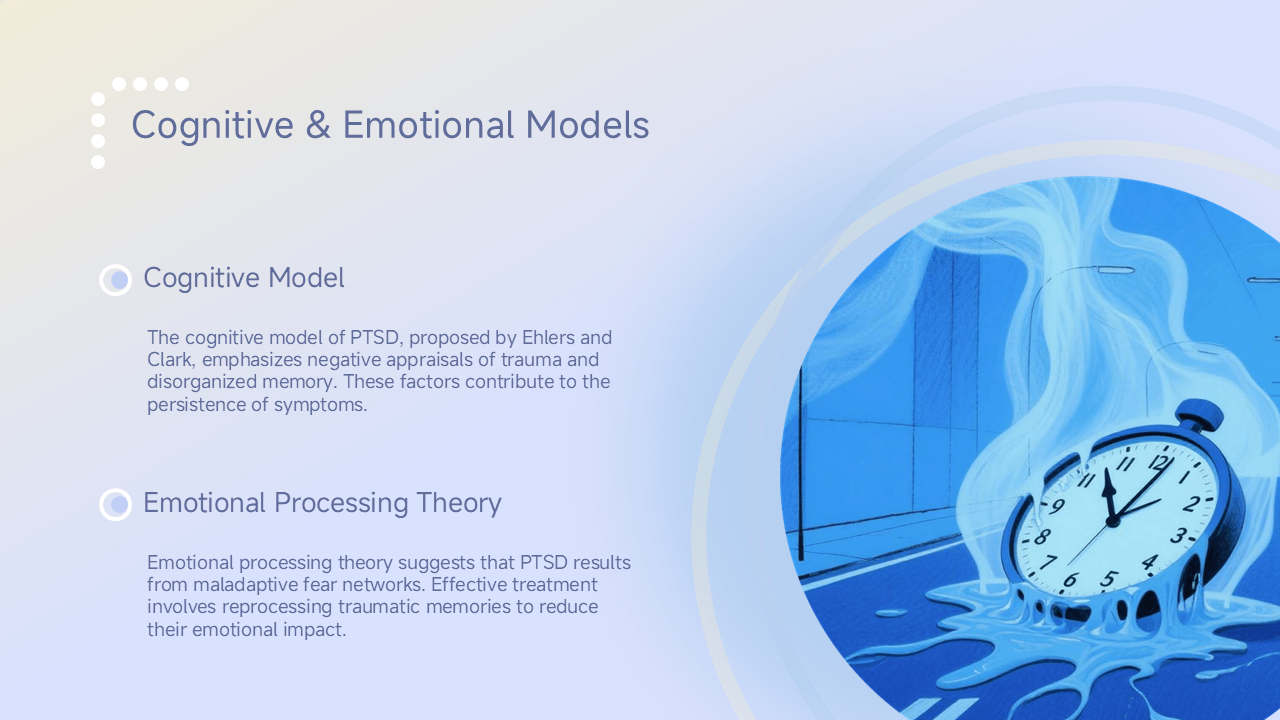 Cognitive & Emotional Models
Cognitive Model
The cognitive model of PTSD, proposed by Ehlers and
Clark, emphasizes negative appraisals of trauma and
disorganized memory. These factors contribute to the
persistence of symptoms.
Emotional Processing Theory
Emotional processing theory suggests that PTSD results
from maladaptive fear networks. Effective treatment
involves reprocessing traumatic memories to reduce
their emotional impact.
11 11 12 1
9 2
8 3
7 6 5 4